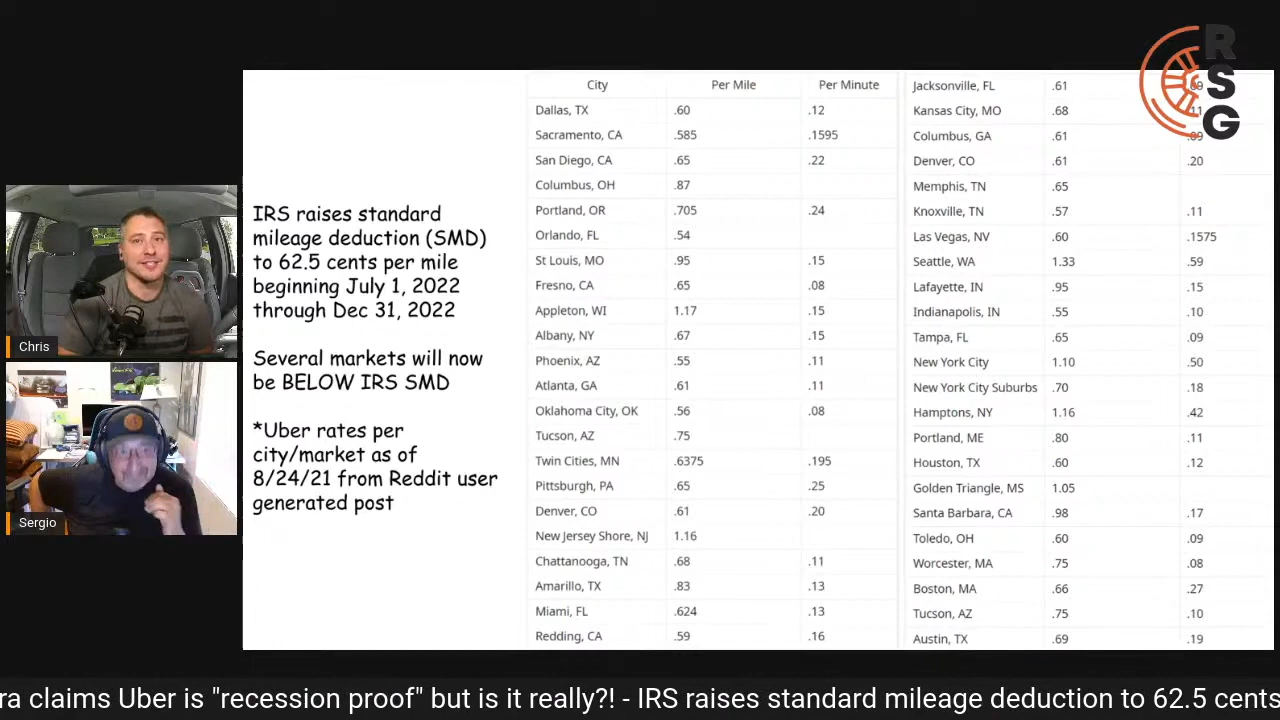 R
S
G
Chris
Sergio
IRS raises standard
mileage deduction (SMD)
to 62.5 cents per mile
beginning July 1, 2022
through Dec 31, 2022
Several markets will now
be BELOW IRS SMD
*Uber rates per
city/market as of
8/24/21 from Reddit user
generated post
City Per Mile Per Minute
Dallas, TX .60 .12
Sacramento, CA .585 .1595
San Diego, CA .65 .22
Columbus, OH .87
Portland, OR .705 .24
Orlando, FL .54
St Louis, MO .95 .15
Fresno, CA .65 .08
Appleton, WI 1.17 .15
Albany, NY .67 .15
Phoenix, AZ .55 .11
Atlanta, GA .61 .11
Oklahoma City, OK .56 .08
Tucson, AZ .75
Twin Cities, MN .6375 .195
Pittsburgh, PA .65 .25
Denver, CO .61 .20
New Jersey Shore, NJ 1.16
Chattanooga, TN .68 .11
Amarillo, TX .83 .13
Miami, FL .624 .13
Redding, CA .59 .16
Jacksonville, FL .61 .09
Kansas City, MO .68 .11
Columbus, GA .61 .09
Denver, CO .61 .20
Memphis, TN .65
Knoxville, TN .57 .11
Las Vegas, NV .60 .1575
Seattle, WA 1.33 .59
Lafayette, IN .95 .15
Indianapolis, IN .55 .10
Tampa, FL .65 .09
New York City 1.10 .50
New York City Suburbs .70 .18
Hamptons, NY 1.16 .42
Portland, ME .80 .11
Houston, TX .60 .12
Golden Triangle, MS 1.05
Santa Barbara, CA .98 .17
Toledo, OH .60 .09
Worcester, MA .75 .08
Boston, MA .66 .27
Tucson, AZ .75 .10
Austin, TX .69 .19
ra claims Uber is "recession proof" but is it really?! - IRS raises standard mileage deduction to 62.5 cents